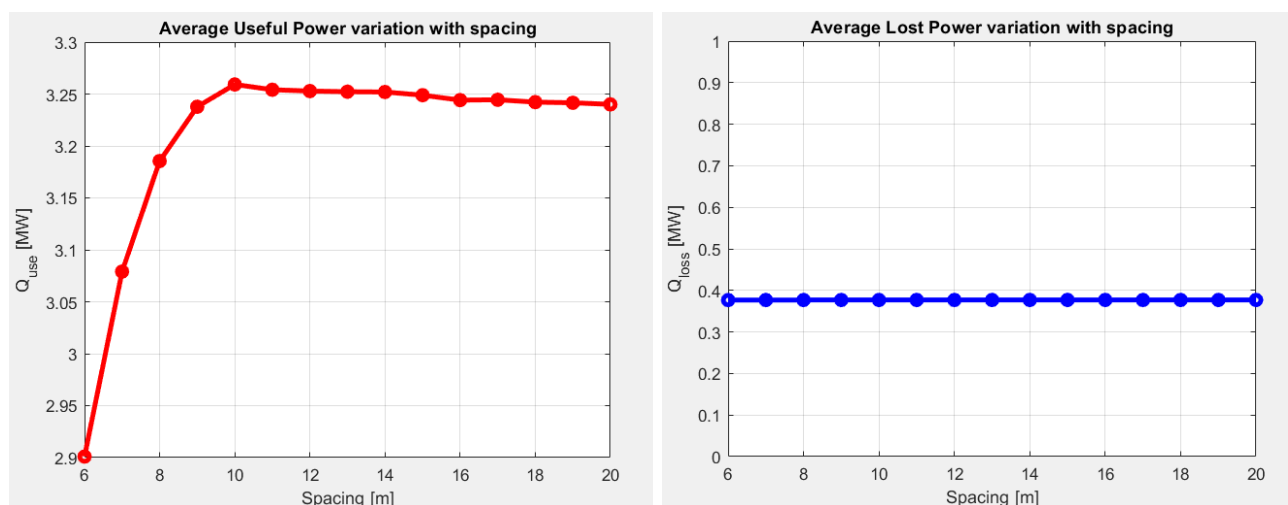 Average Useful Power variation with spacing
3.3
3.25
3.2
3.15
3.1
3.05
3
2.95
2.9
Q_use [MW]
6 8 10 12 14 16 18 20
Spacing [m]
Average Lost Power variation with spacing
1
0.9
0.8
0.7
0.6
0.5
0.4
0.3
0.2
0.1
0
Q_loss [MW]
6 8 10 12 14 16 18 20
Spacing [m]